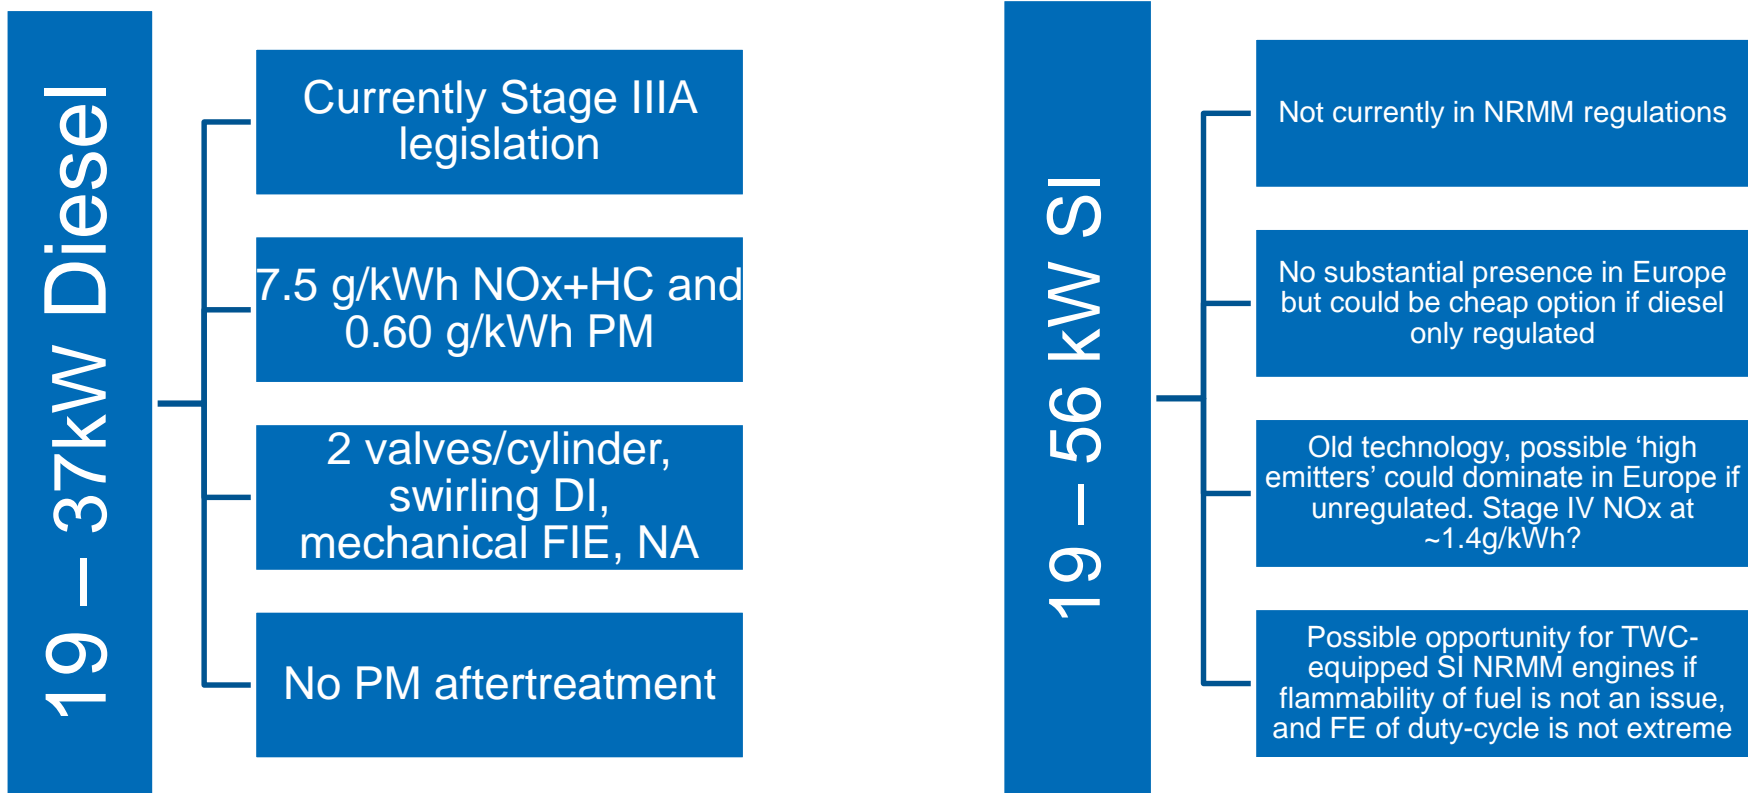 19 – 37kW Diesel
Currently Stage IIIA
legislation
7.5 g/kWh NOx+HC and
0.60 g/kWh PM
2 valves/cylinder,
swirling DI,
mechanical FIE, NA
No PM aftertreatment
19 – 56 kW SI
Not currently in NRMM regulations
No substantial presence in Europe
but could be cheap option if diesel
only regulated
Old technology, possible ‘high
emitters’ could dominate in Europe if
unregulated. Stage IV NOx at
~1.4g/kWh?
Possible opportunity for TWC-
equipped SI NRMM engines if
flammability of fuel is not an issue,
and FE of duty-cycle is not extreme